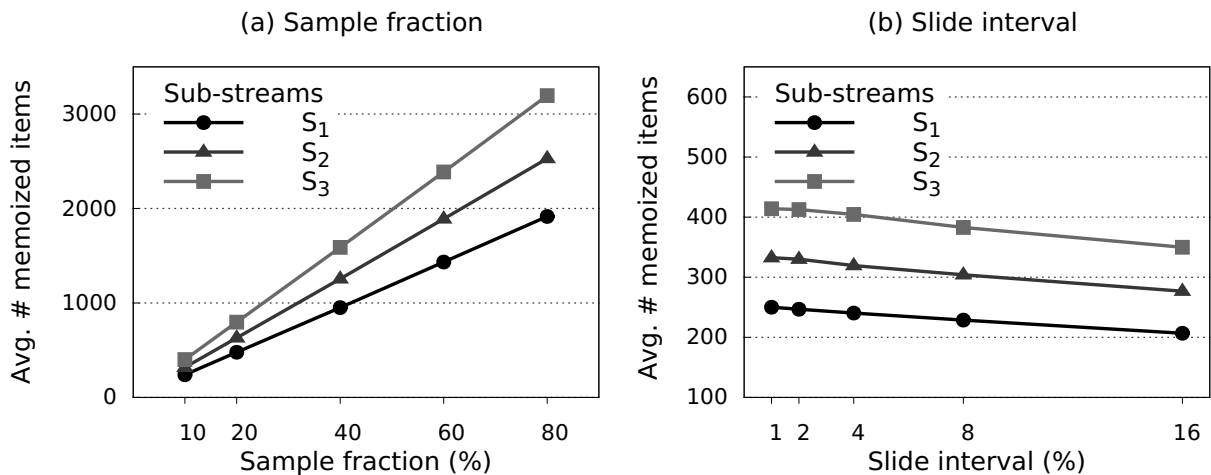 (a) Sample fraction
Avg. # memoized items
3000
2000
1000
0
Sub-streams
S1
S2
S3
10 20 40 60 80
Sample fraction (%)
(b) Slide interval
Avg. # memoized items
600
500
400
300
200
100
Sub-streams
S1
S2
S3
1 2 4 8 16
Slide interval (%)